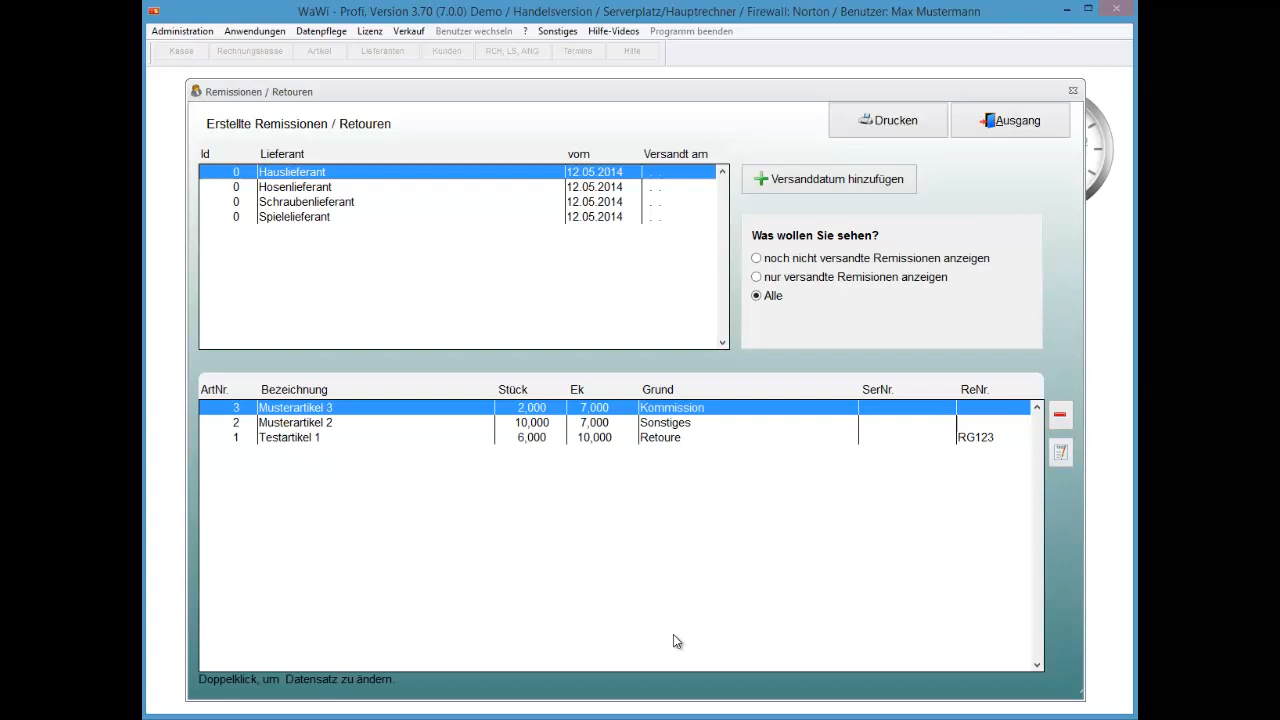 WaWi - Profi, Version 3.70 (7.0.0) Demo / Handelsversion / Serverplatz/Hauptrechner / Firewall: Norton / Benutzer: Max Mustermann
Administration Anwendungen Datenpflege Lizenz Verkauf Benutzer wechseln ? Sonstiges Hilfe-Videos Programm beenden
Kasse Rechnungskasse Artikel Lieferanten Kunden RCH, LS, ANG Termine Hilfe
Remissionen / Retouren
Erstellte Remissionen / Retouren
Drucken Ausgang
Id Lieferant vom Versandt am
0 Hauslieferant 12.05.2014 . .
0 Hosenlieferant 12.05.2014 . .
0 Schraubenlieferant 12.05.2014 . .
0 Spielelieferant 12.05.2014 . .
Versanddatum hinzufügen
Was wollen Sie sehen?
noch nicht versandte Remissionen anzeigen
nur versandte Remisionen anzeigen
Alle
ArtNr. Bezeichnung Stück Ek Grund SerNr. ReNr.
3 Musterartikel 3 2,000 7,000 Kommission
2 Musterartikel 2 10,000 7,000 Sonstiges
1 Testartikel 1 6,000 10,000 Retoure RG123
Doppelklick, um Datensatz zu ändern.